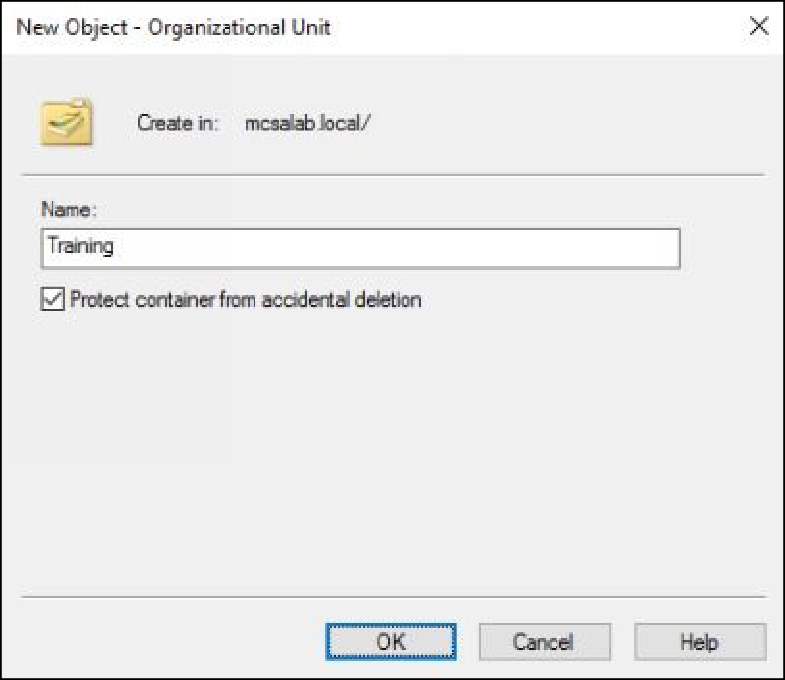 New Object - Organizational Unit
Create in: mcsalab.local/
Name:
Training
Protect container from accidental deletion
OK Cancel Help